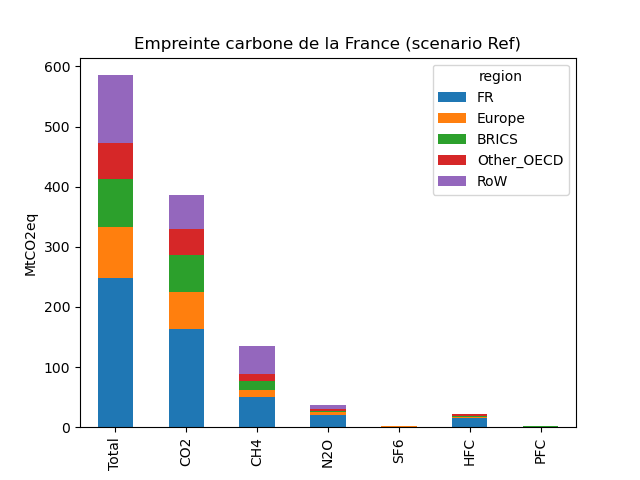 Empreinte carbone de la France (scenario Ref)
region
FR
Europe
BRICS
Other_OECD
RoW
MtCO2eq
600
500
400
300
200
100
0
Total
CO2
CH4
N2O
SF6
HFC
PFC